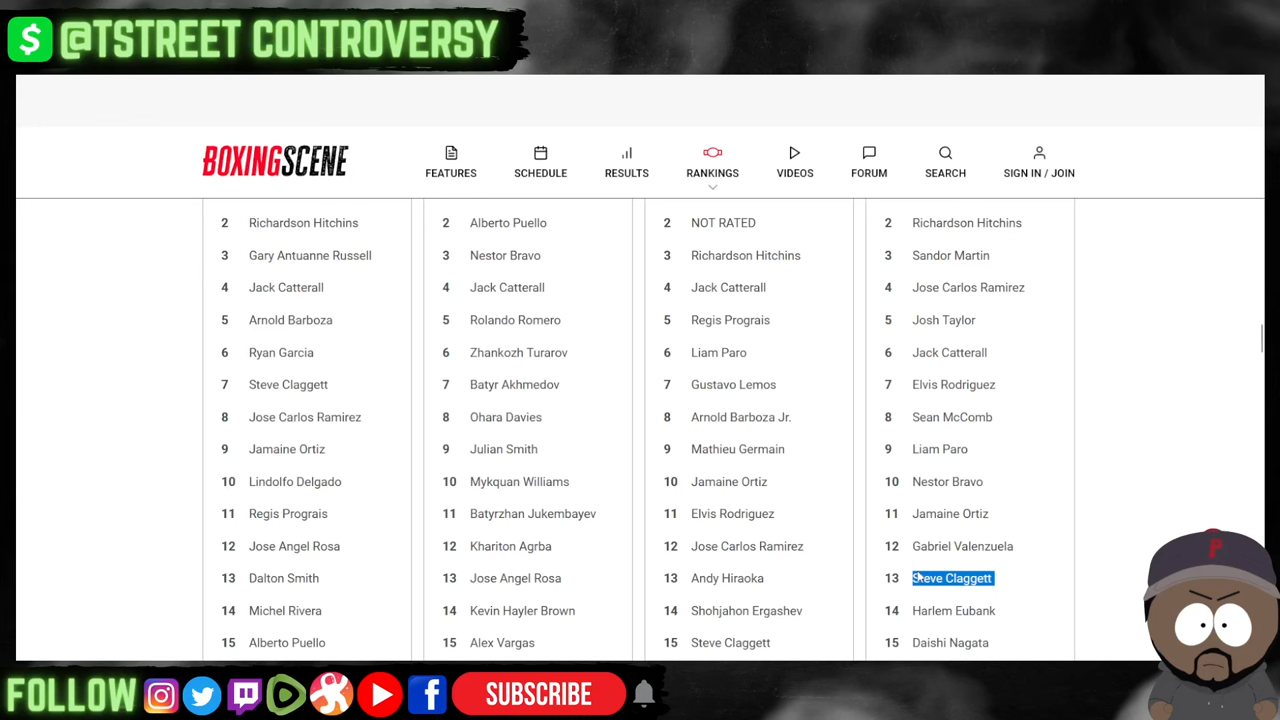 $ @TSTREET CONTROVERSY
BOXINGSCENE
FEATURES
SCHEDULE
RESULTS
RANKINGS
VIDEOS
FORUM
SEARCH
SIGN IN / JOIN
2 Richardson Hitchins
3 Gary Antuanne Russell
4 Jack Catterall
5 Arnold Barboza
6 Ryan Garcia
7 Steve Claggett
8 Jose Carlos Ramirez
9 Jamaine Ortiz
10 Lindolfo Delgado
11 Regis Prograis
12 Jose Angel Rosa
13 Dalton Smith
14 Michel Rivera
15 Alberto Puello
2 Alberto Puello
3 Nestor Bravo
4 Jack Catterall
5 Rolando Romero
6 Zhankozh Turarov
7 Batyr Akhmedov
8 Ohara Davies
9 Julian Smith
10 Mykquan Williams
11 Batyrzhan Jukembayev
12 Khariton Agrba
13 Jose Angel Rosa
14 Kevin Hayler Brown
15 Alex Vargas
2 NOT RATED
3 Richardson Hitchins
4 Jack Catterall
5 Regis Prograis
6 Liam Paro
7 Gustavo Lemos
8 Arnold Barboza Jr.
9 Mathieu Germain
10 Jamaine Ortiz
11 Elvis Rodriguez
12 Jose Carlos Ramirez
13 Andy Hiraoka
14 Shohjahon Ergashev
15 Steve Claggett
2 Richardson Hitchins
3 Sandor Martin
4 Jose Carlos Ramirez
5 Josh Taylor
6 Jack Catterall
7 Elvis Rodriguez
8 Sean McComb
9 Liam Paro
10 Nestor Bravo
11 Jamaine Ortiz
12 Gabriel Valenzuela
13 Steve Claggett
14 Harlem Eubank
15 Daishi Nagata
P
FOLLOW
SUBSCRIBE